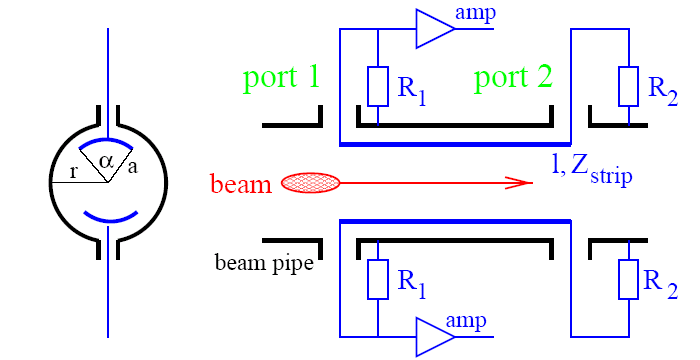 amp
port 1
port 2
R1
R2
α
r
a
beam
l, Zstrip
beam pipe
R1
R2
amp